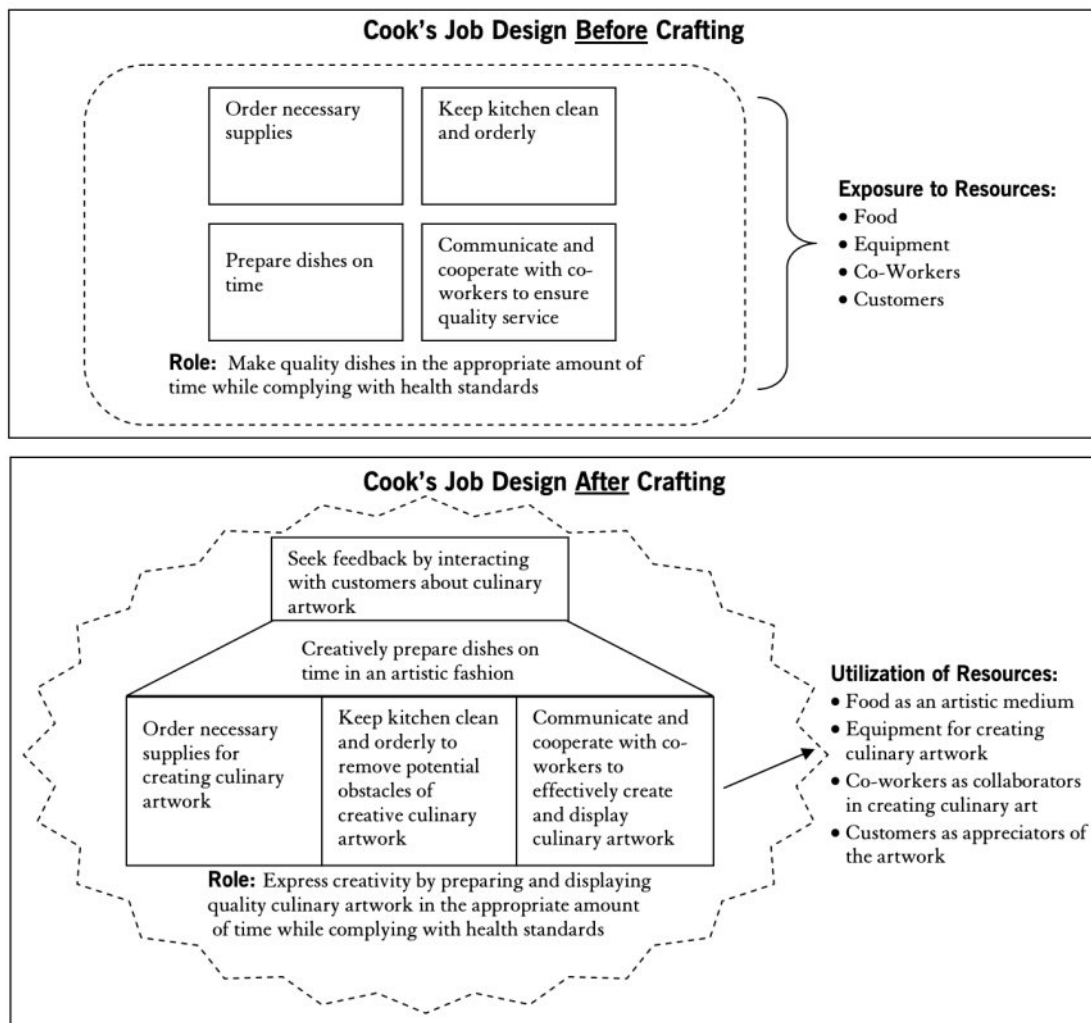 Cook's Job Design Before Crafting
Order necessary
supplies
Keep kitchen clean
and orderly
Prepare dishes on
time
Communicate and
cooperate with co-
workers to ensure
quality service
Role: Make quality dishes in the appropriate amount of
time while complying with health standards
Exposure to Resources:
• Food
• Equipment
• Co-Workers
• Customers
Cook's Job Design After Crafting
Seek feedback by interacting
with customers about culinary
artwork
Creatively prepare dishes on
time in an artistic fashion
Order necessary
supplies for
creating culinary
artwork
Keep kitchen clean
and orderly to
remove potential
obstacles of
creative culinary
artwork
Communicate and
cooperate with co-
workers to
effectively create
and display
culinary artwork
Role: Express creativity by preparing and displaying
quality culinary artwork in the appropriate amount
of time while complying with health standards
Utilization of Resources:
• Food as an artistic medium
• Equipment for creating
culinary artwork
• Co-workers as collaborators
in creating culinary art
• Customers as appreciators of
the artwork